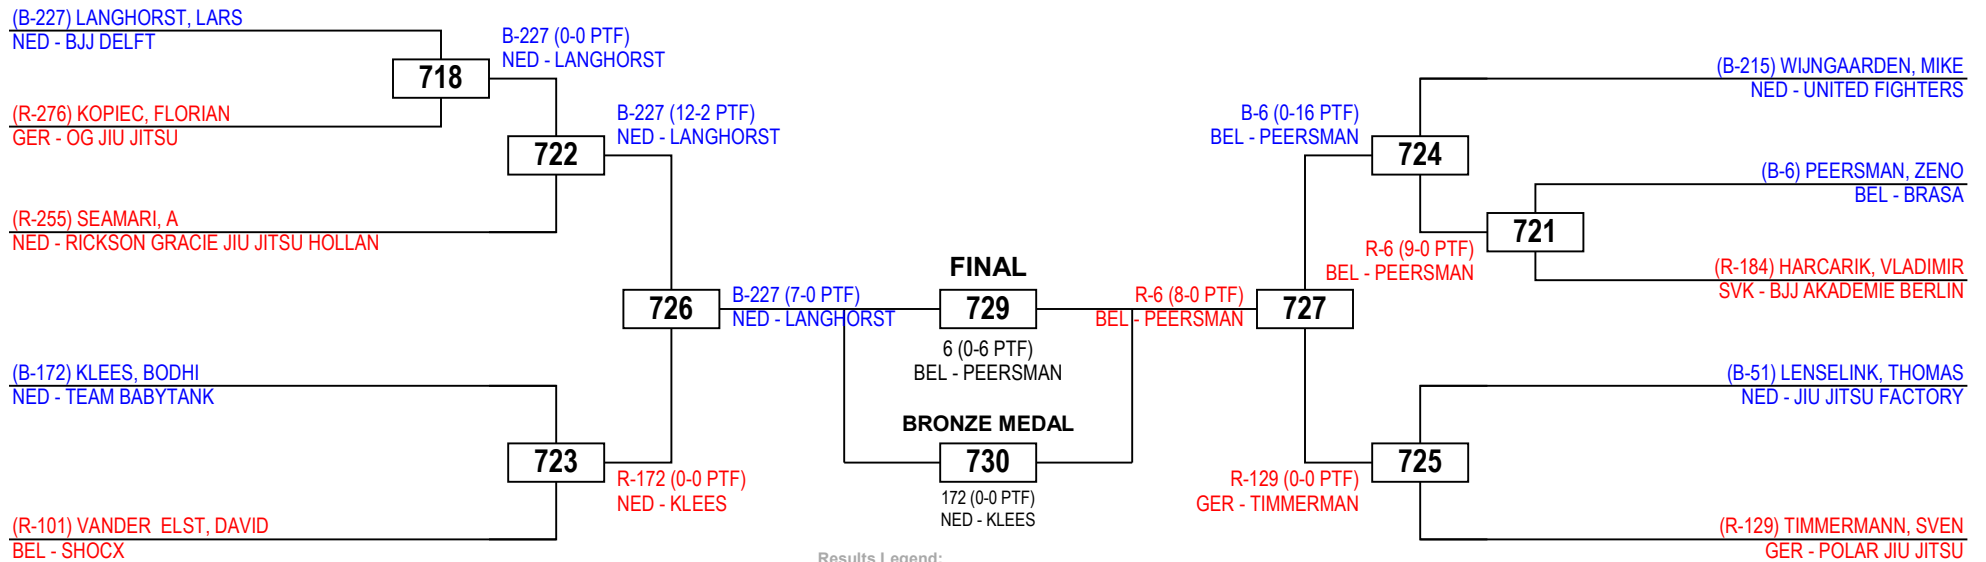 (B-227) LANGHORST, LARS
NED - BJJ DELFT
718
B-227 (0-0 PTF)
NED - LANGHORST
(R-276) KOPIEC, FLORIAN
GER - OG JIU JITSU
722
B-227 (12-2 PTF)
NED - LANGHORST
(R-255) SEAMARI, A
NED - RICKSON GRACIE JIU JITSU HOLLAN
726
B-227 (7-0 PTF)
NED - LANGHORST
(B-172) KLEES, BODHI
NED - TEAM BABYTANK
723
R-172 (0-0 PTF)
NED - KLEES
(R-101) VANDER  ELST, DAVID
BEL - SHOCX
FINAL
729
6 (0-6 PTF)
BEL - PEERSMAN
BRONZE MEDAL
730
172 (0-0 PTF)
NED - KLEES
Results Legend:
R-6 (8-0 PTF)
BEL - PEERSMAN
727
B-6 (0-16 PTF)
BEL - PEERSMAN
724
(B-215) WIJNGAARDEN, MIKE
NED - UNITED FIGHTERS
(B-6) PEERSMAN, ZENO
BEL - BRASA
721
R-6 (9-0 PTF)
BEL - PEERSMAN
(R-184) HARCARIK, VLADIMIR
SVK - BJJ AKADEMIE BERLIN
(B-51) LENSELINK, THOMAS
NED - JIU JITSU FACTORY
725
R-129 (0-0 PTF)
GER - TIMMERMAN
(R-129) TIMMERMANN, SVEN
GER - POLAR JIU JITSU